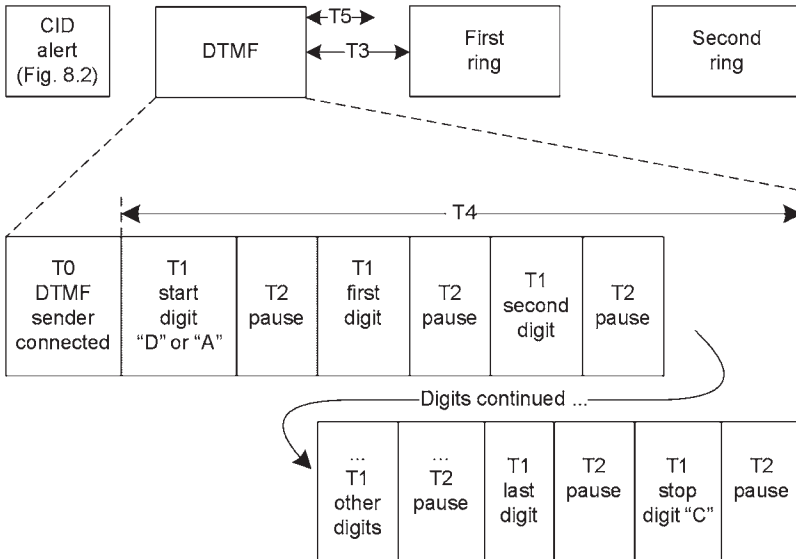 CID
alert
(Fig. 8.2)
DTMF
T5
T3
First
ring
Second
ring
T4
T0
DTMF
sender
connected
T1
start
digit
“D” or “A”
T2
pause
T1
first
digit
T2
pause
T1
second
digit
T2
pause
Digits continued ...
...
T1
other
digits
...
T2
pause
T1
last
digit
T2
pause
T1
stop
digit “C”
T2
pause